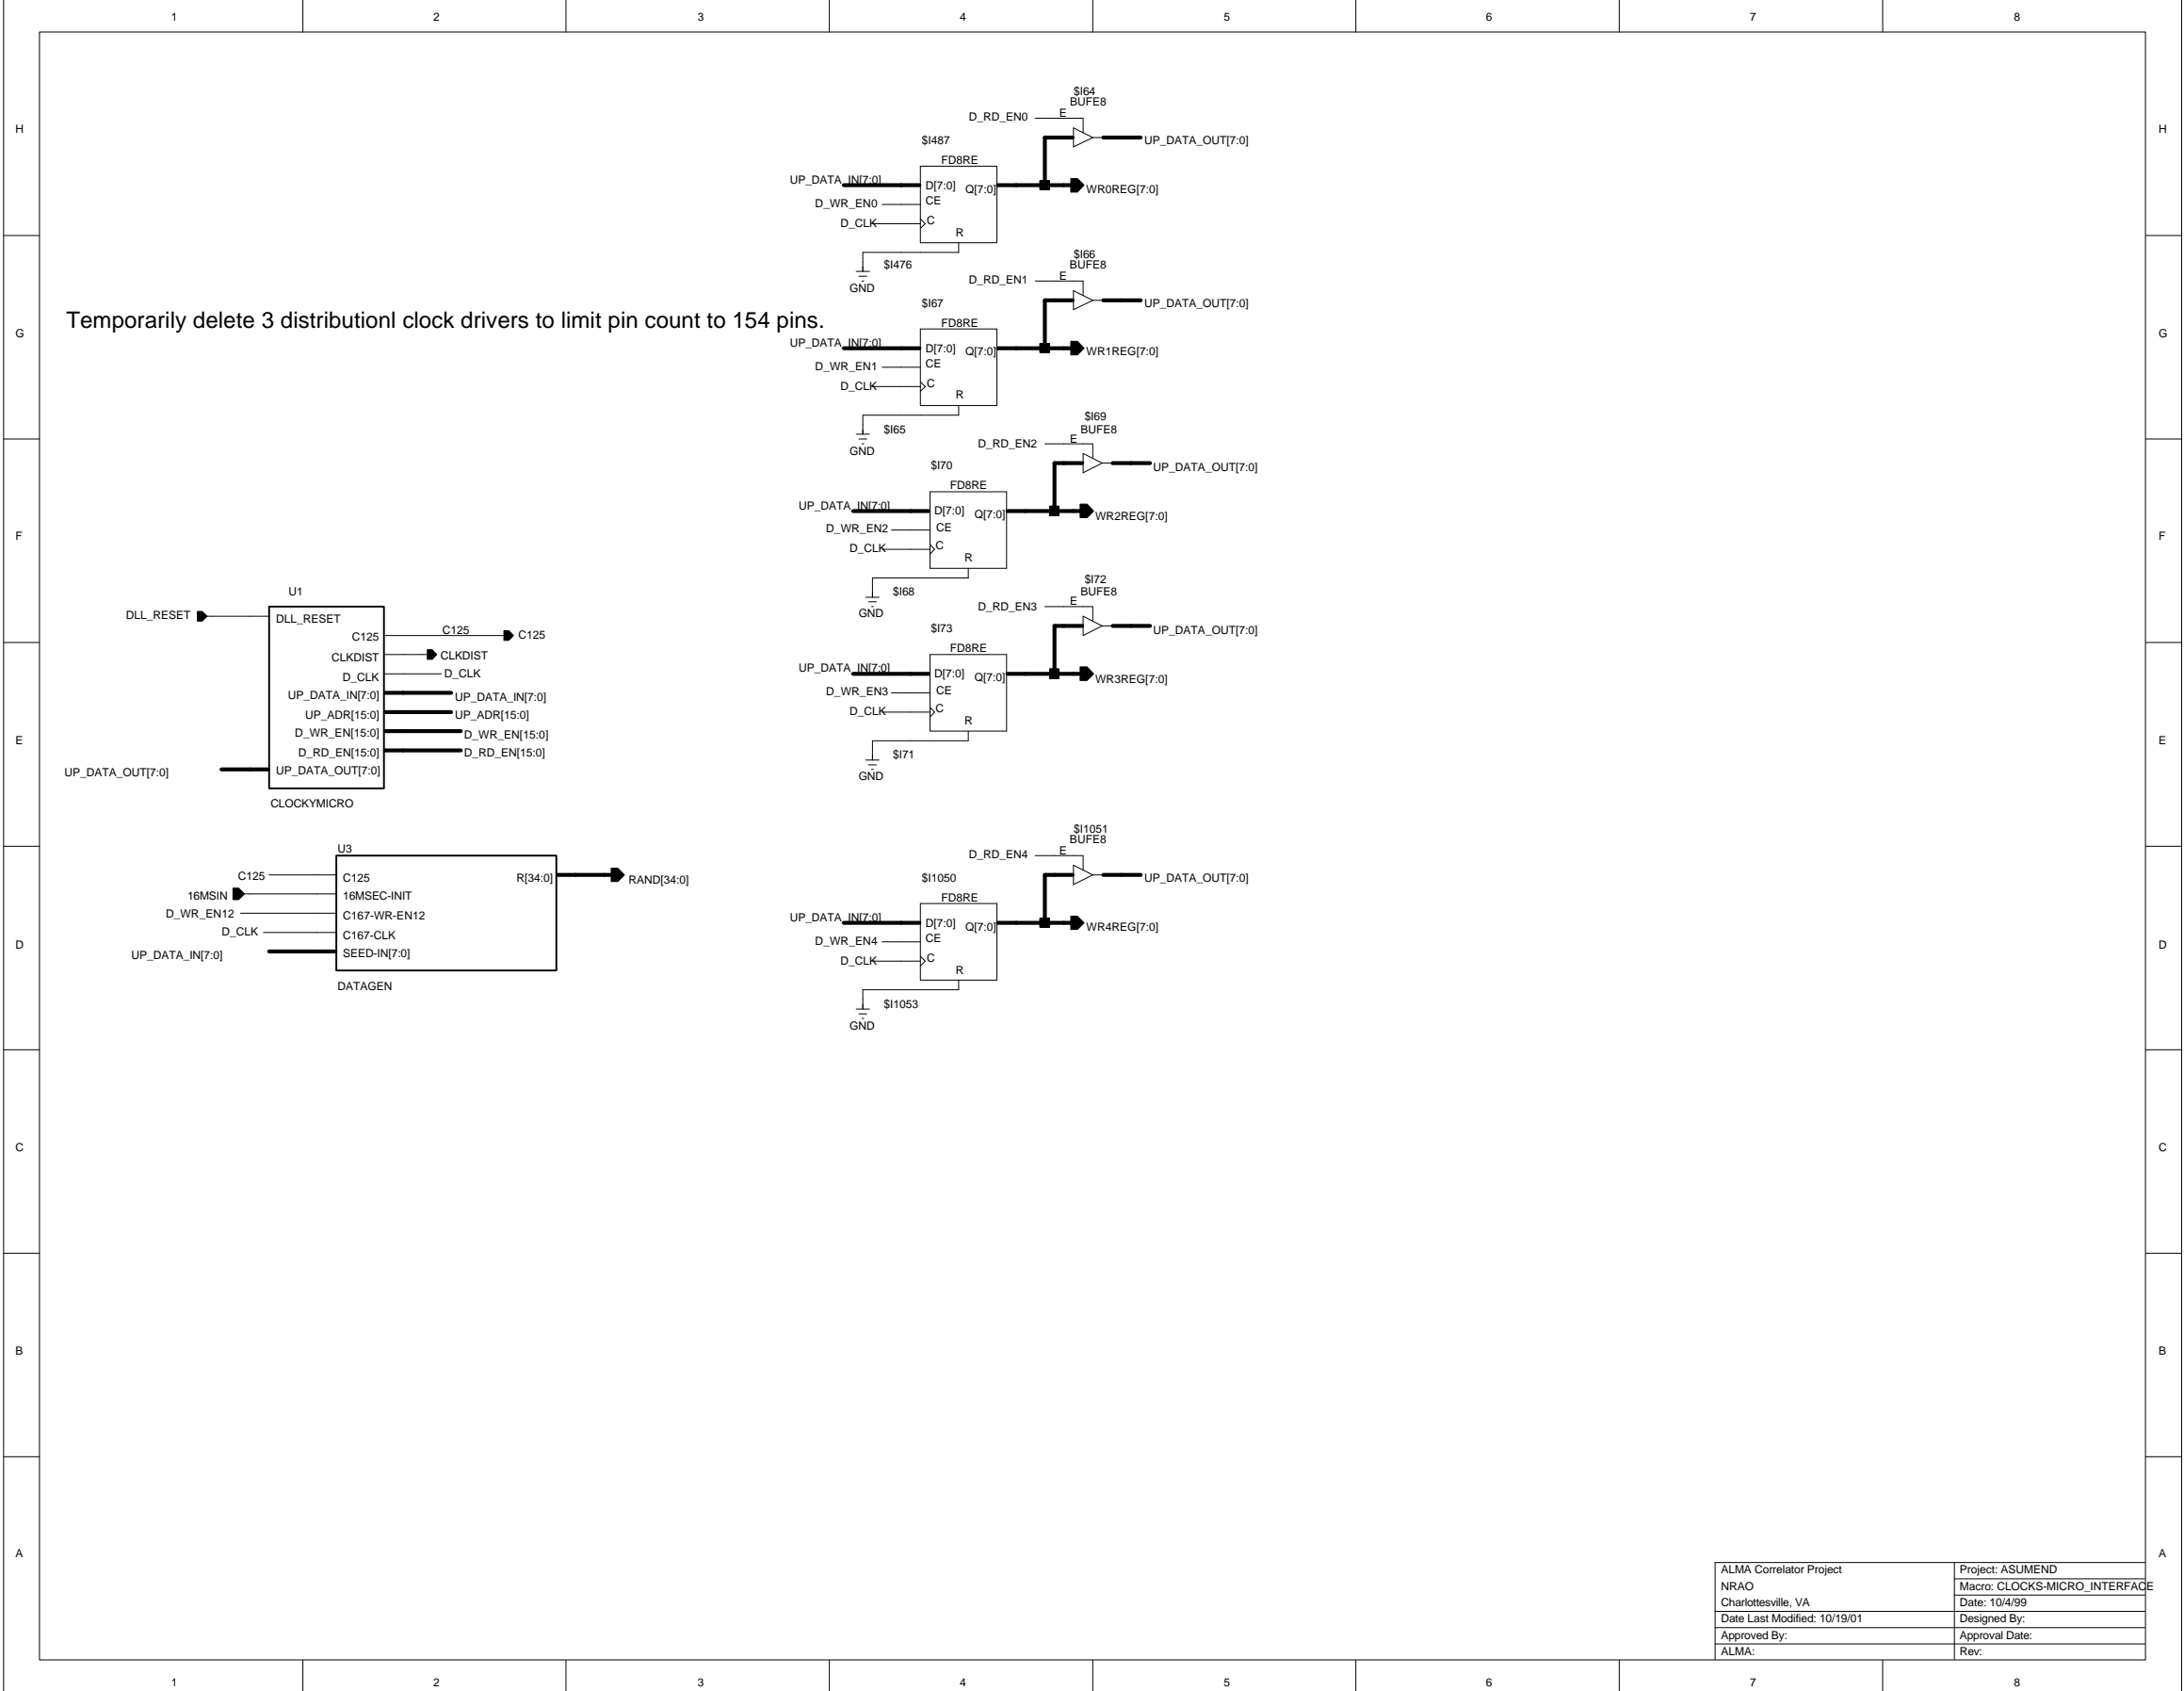 1 2 3 4 5 6 7 8
H
G
F
E
D
C
B
A
H
G
F
E
D
C
B
A
Temporarily delete 3 distributionl clock drivers to limit pin count to 154 pins.
U1
DLL_RESET
DLL_RESET
C125
C125
C125
CLKDIST
CLKDIST
D_CLK
D_CLK
UP_DATA_IN[7:0]
UP_DATA_IN[7:0]
UP_ADR[15:0]
UP_ADR[15:0]
D_WR_EN[15:0]
D_WR_EN[15:0]
D_RD_EN[15:0]
D_RD_EN[15:0]
UP_DATA_OUT[7:0]
UP_DATA_OUT[7:0]
CLOCKYMICRO
U3
C125
C125
R[34:0]
RAND[34:0]
16MSIN
16MSEC-INIT
D_WR_EN12
C167-WR-EN12
D_CLK
C167-CLK
UP_DATA_IN[7:0]
SEED-IN[7:0]
DATAGEN
$I64
BUFE8
D_RD_EN0
E
UP_DATA_OUT[7:0]
$I487
FD8RE
UP_DATA_IN[7:0]
D[7:0]
Q[7:0]
WR0REG[7:0]
D_WR_EN0
CE
D_CLK
C
R
$I476
GND
$I66
BUFE8
D_RD_EN1
E
UP_DATA_OUT[7:0]
$I67
FD8RE
UP_DATA_IN[7:0]
D[7:0]
Q[7:0]
WR1REG[7:0]
D_WR_EN1
CE
D_CLK
C
R
$I65
GND
$I69
BUFE8
D_RD_EN2
E
UP_DATA_OUT[7:0]
$I70
FD8RE
UP_DATA_IN[7:0]
D[7:0]
Q[7:0]
WR2REG[7:0]
D_WR_EN2
CE
D_CLK
C
R
$I68
GND
$I72
BUFE8
D_RD_EN3
E
UP_DATA_OUT[7:0]
$I73
FD8RE
UP_DATA_IN[7:0]
D[7:0]
Q[7:0]
WR3REG[7:0]
D_WR_EN3
CE
D_CLK
C
R
$I71
GND
$I1051
BUFE8
D_RD_EN4
E
UP_DATA_OUT[7:0]
$I1050
FD8RE
UP_DATA_IN[7:0]
D[7:0]
Q[7:0]
WR4REG[7:0]
D_WR_EN4
CE
D_CLK
C
R
$I1053
GND
ALMA Correlator Project
NRAO
Charlottesville, VA
Date Last Modified: 10/19/01
Approved By:
ALMA:
Project: ASUMEND
Macro: CLOCKS-MICRO_INTERFACE
Date: 10/4/99
Designed By:
Approval Date:
Rev:
1 2 3 4 5 6 7 8